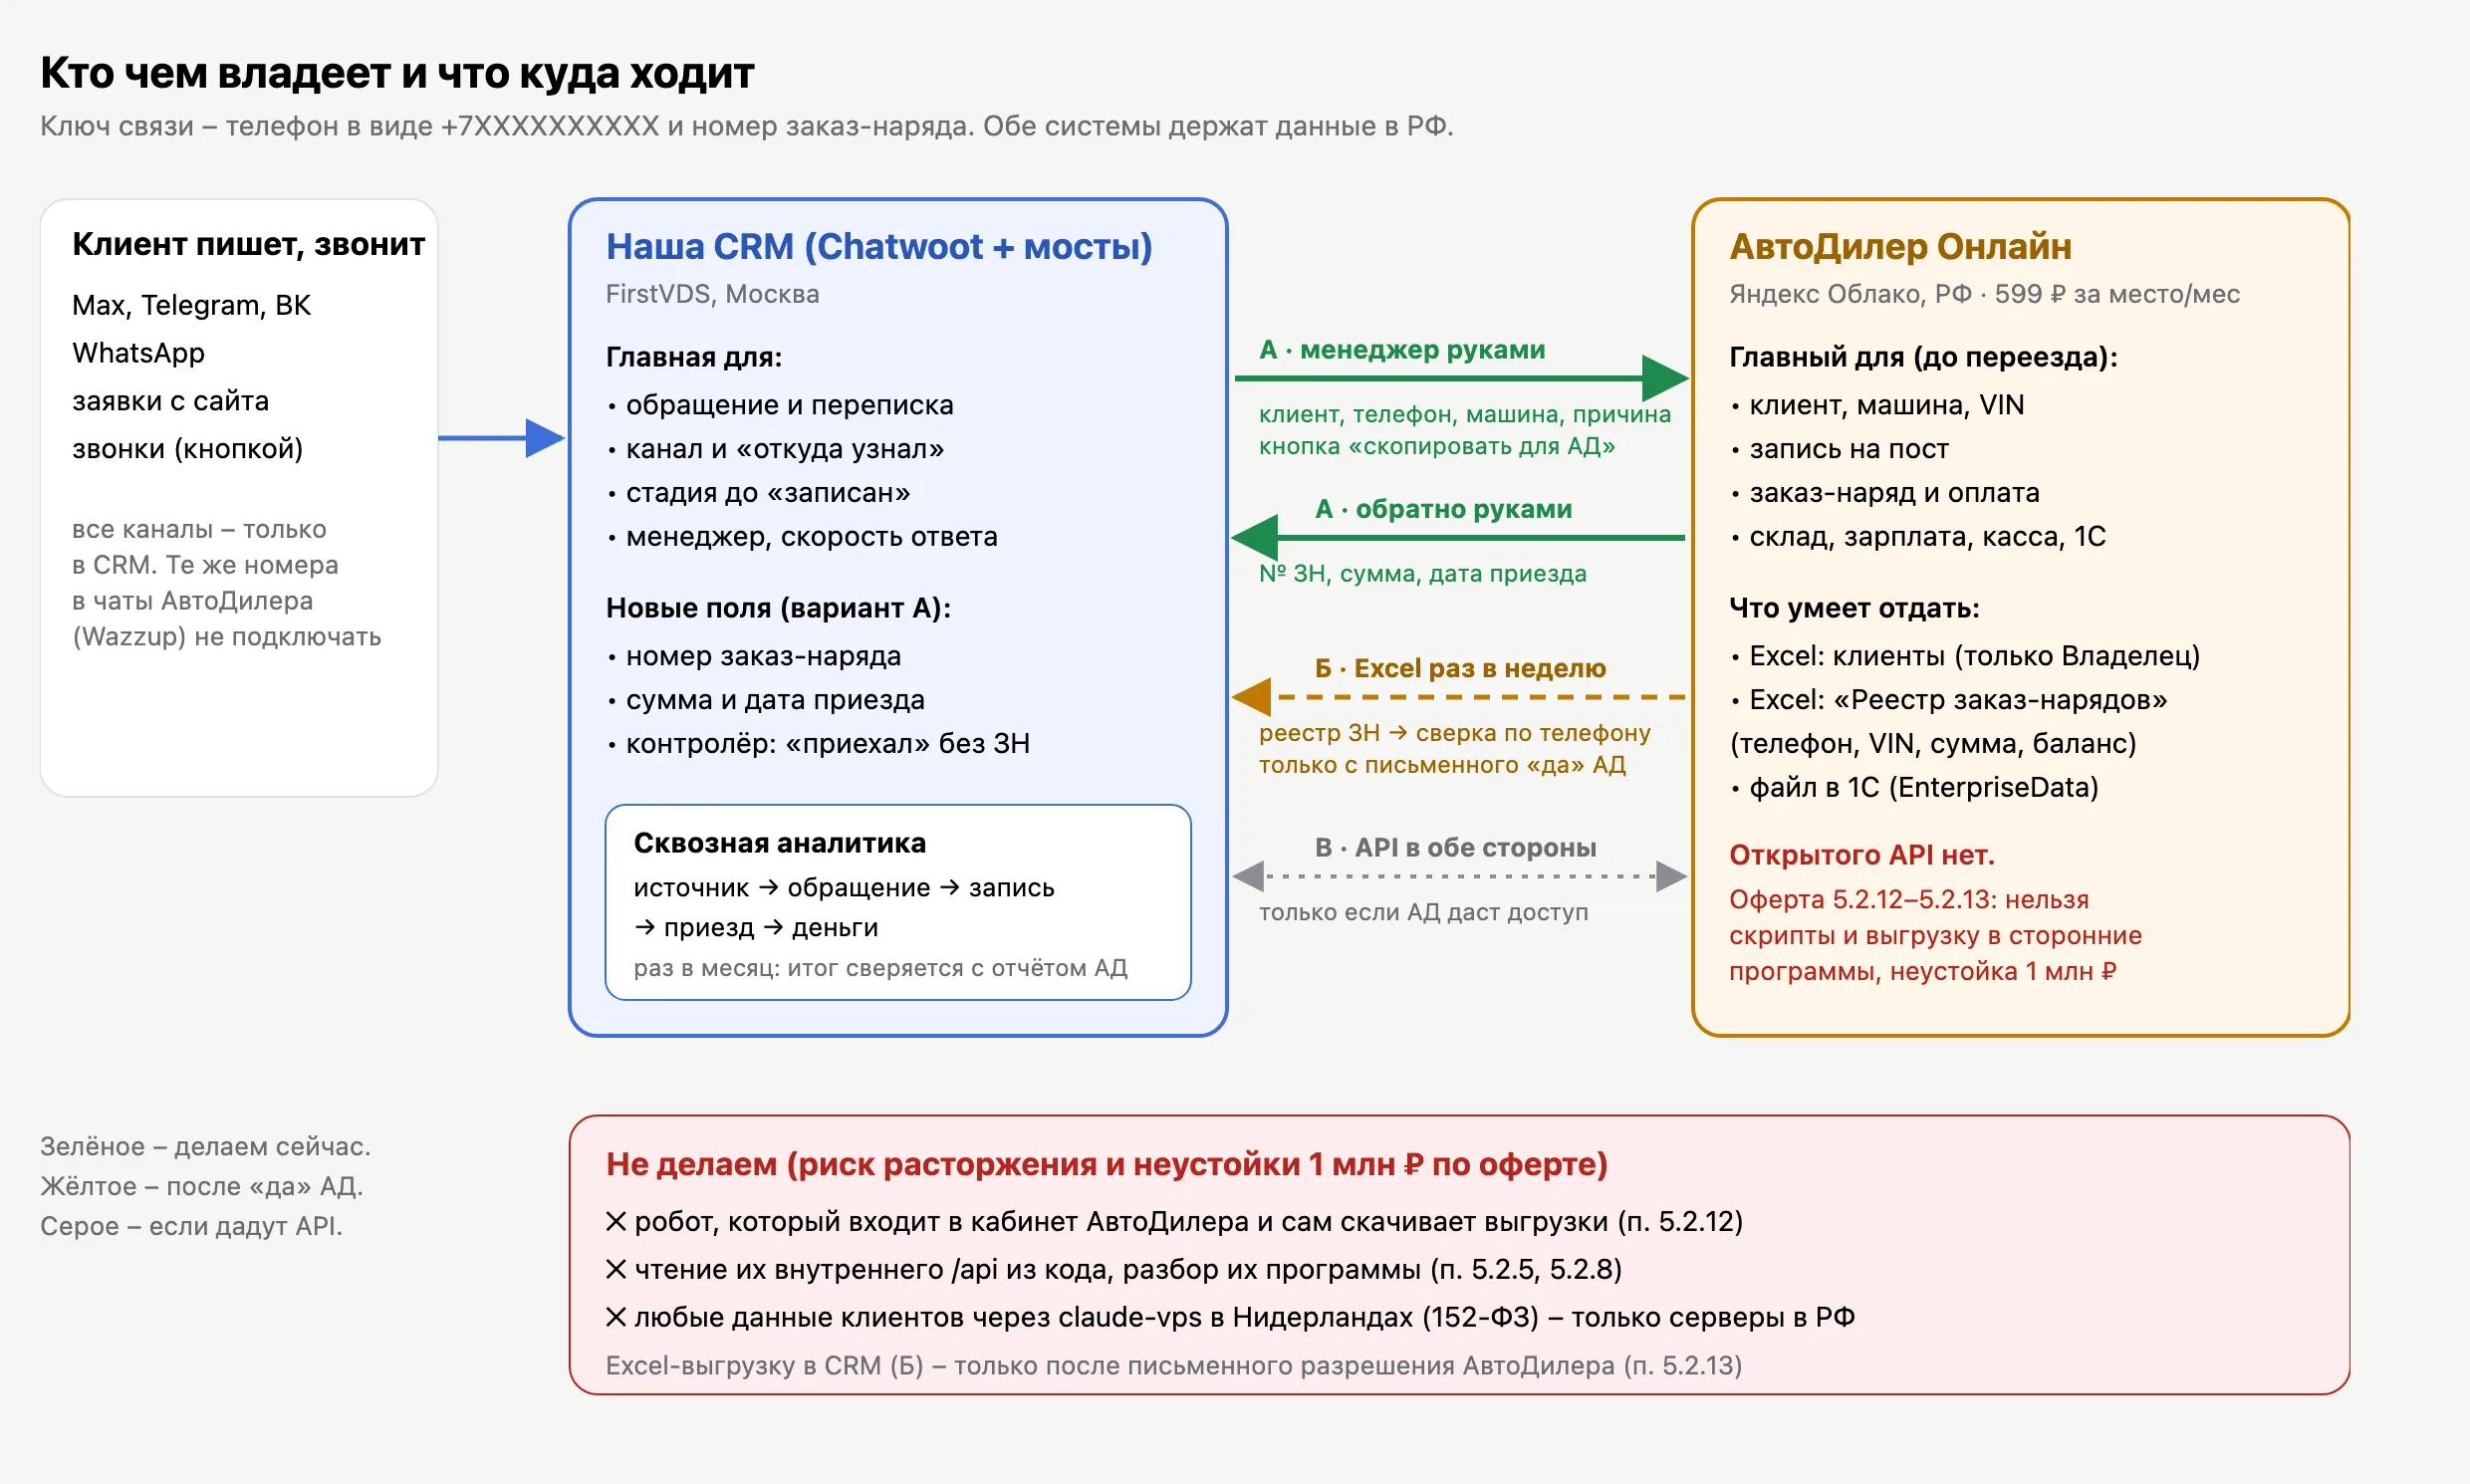 Кто чем владеет и что куда ходит
Ключ связи – телефон в виде +7XXXXXXXXXX и номер заказ-наряда. Обе системы держат данные в РФ.
Клиент пишет, звонит
Max, Telegram, ВК
WhatsApp
заявки с сайта
звонки (кнопкой)
все каналы – только
в CRM. Те же номера
в чаты АвтоДилера
(Wazzup) не подключать
Наша CRM (Chatwoot + мосты)
FirstVDS, Москва
Главная для:
• обращение и переписка
• канал и «откуда узнал»
• стадия до «записан»
• менеджер, скорость ответа
Новые поля (вариант А):
• номер заказ-наряда
• сумма и дата приезда
• контролёр: «приехал» без ЗН
Сквозная аналитика
источник → обращение → запись
→ приезд → деньги
раз в месяц: итог сверяется с отчётом АД
А · менеджер руками
клиент, телефон, машина, причина
кнопка «скопировать для АД»
А · обратно руками
№ ЗН, сумма, дата приезда
Б · Excel раз в неделю
реестр ЗН → сверка по телефону
только с письменного «да» АД
В · API в обе стороны
только если АД даст доступ
АвтоДилер Онлайн
Яндекс Облако, РФ · 599 ₽ за место/мес
Главный для (до переезда):
• клиент, машина, VIN
• запись на пост
• заказ-наряд и оплата
• склад, зарплата, касса, 1С
Что умеет отдать:
• Excel: клиенты (только Владелец)
• Excel: «Реестр заказ-нарядов»
(телефон, VIN, сумма, баланс)
• файл в 1С (EnterpriseData)
Открытого API нет.
Оферта 5.2.12–5.2.13: нельзя
скрипты и выгрузку в сторонние
программы, неустойка 1 млн ₽
Зелёное – делаем сейчас.
Жёлтое – после «да» АД.
Серое – если дадут API.
Не делаем (риск расторжения и неустойки 1 млн ₽ по оферте)
✕ робот, который входит в кабинет АвтоДилера и сам скачивает выгрузки (п. 5.2.12)
✕ чтение их внутреннего /api из кода, разбор их программы (п. 5.2.5, 5.2.8)
✕ любые данные клиентов через claude-vps в Нидерландах (152-ФЗ) – только серверы в РФ
Excel-выгрузку в CRM (Б) – только после письменного разрешения АвтоДилера (п. 5.2.13)